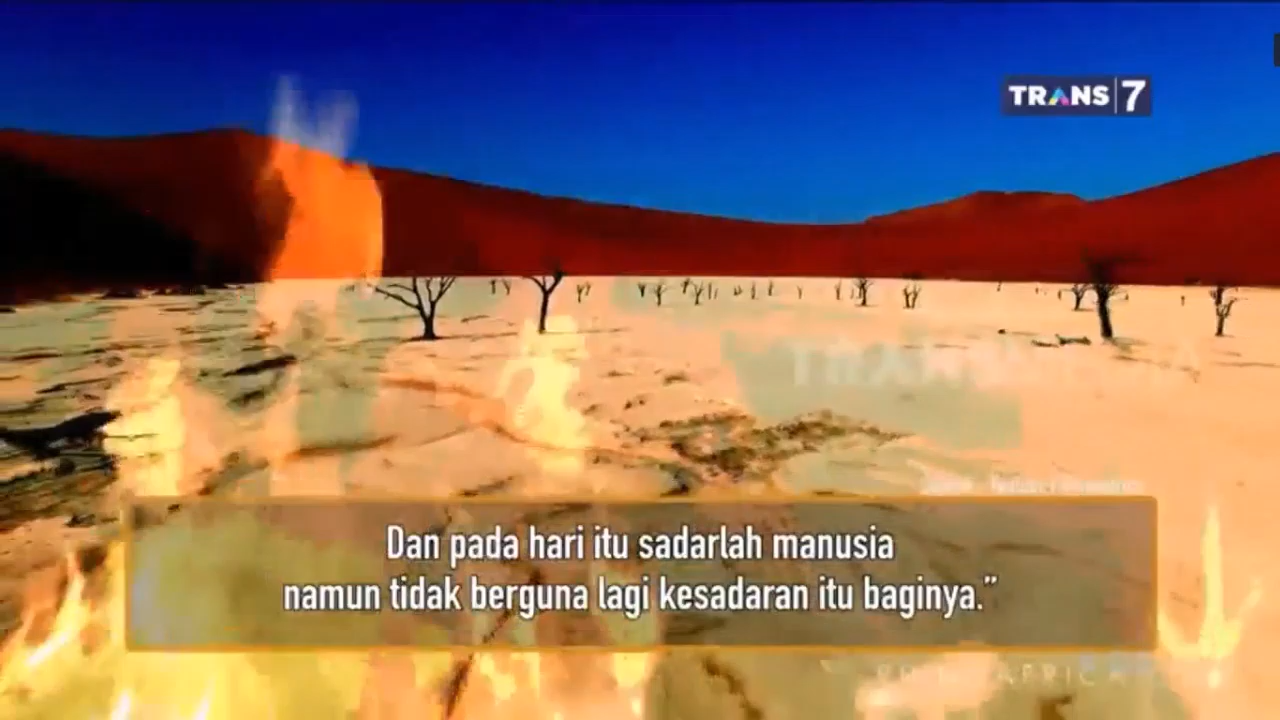 TRANS|7
Dan pada hari itu sadarlah manusia
namun tidak berguna lagi kesadaran itu baginya.”